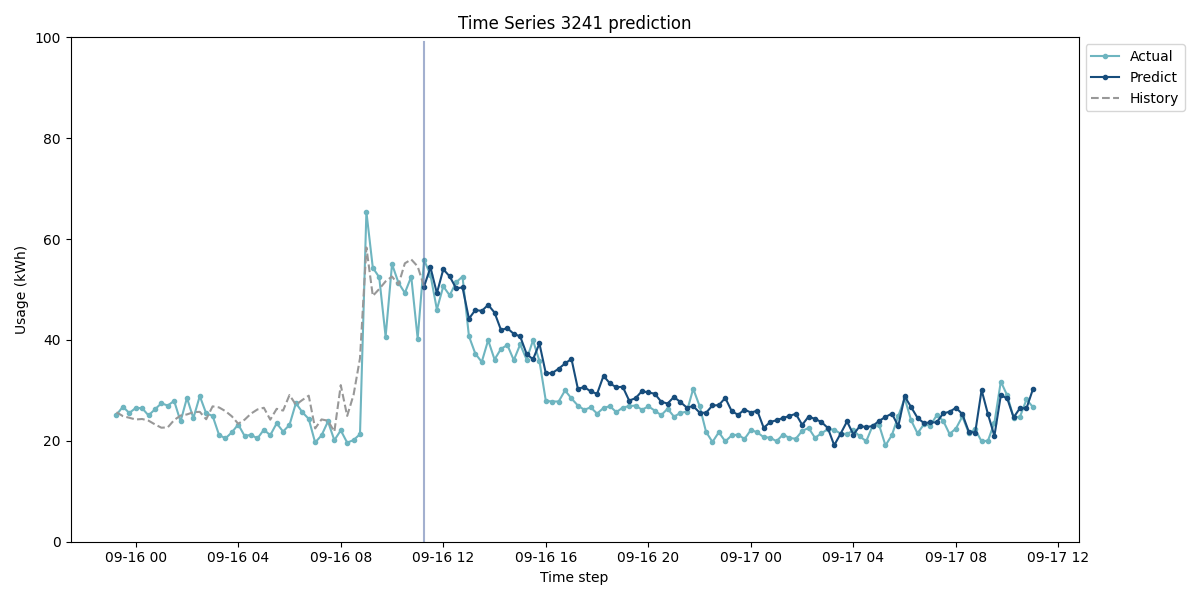 Time Series 3241 prediction
Usage (kWh)
100
80
60
40
20
0
09-16 00 09-16 04 09-16 08 09-16 12 09-16 16 09-16 20 09-17 00 09-17 04 09-17 08 09-17 12
Time step
Actual
Predict
History